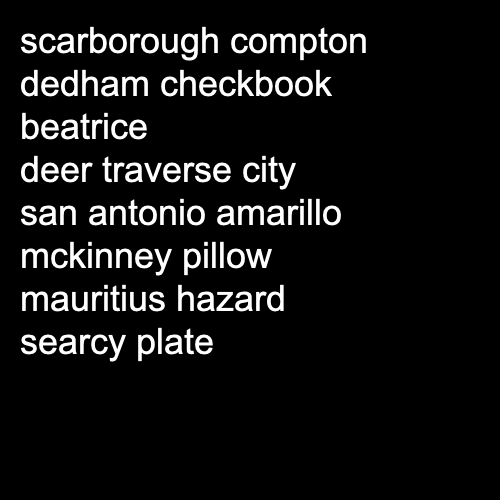 scarborough compton
dedham checkbook
beatrice
deer traverse city
san antonio amarillo
mckinney pillow
mauritius hazard
searcy plate